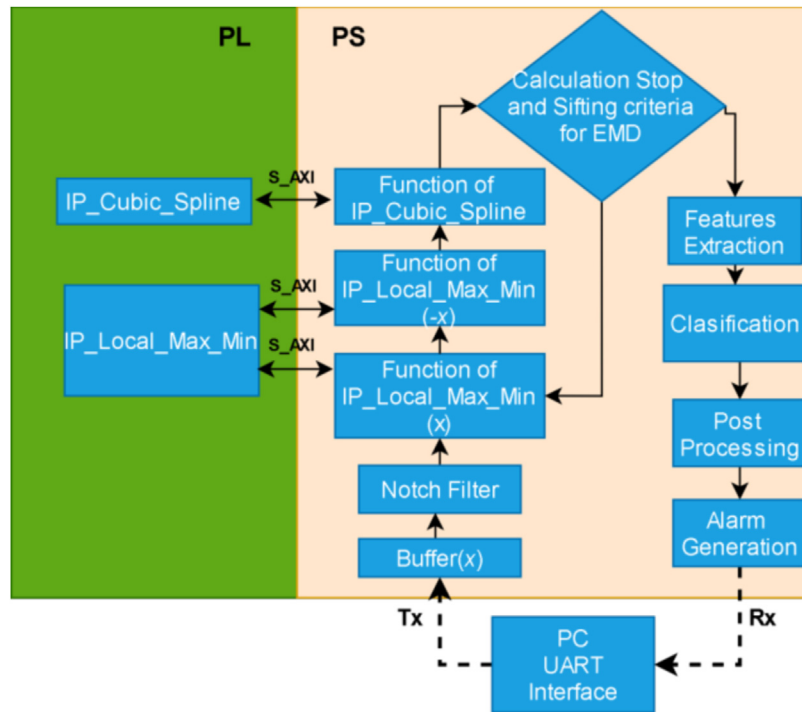 PL
PS
Calculation Stop
and Sifting criteria
for EMD
S_AXI
IP_Cubic_Spline
Function of
IP_Cubic_Spline
Features
Extraction
S_AXI
Function of
IP_Local_Max_Min
(-x)
IP_Local_Max_Min
S_AXI
Function of
IP_Local_Max_Min
(x)
Clasification
Post
Processing
Notch Filter
Alarm
Generation
Buffer(x)
Tx
Rx
PC
UART
Interface